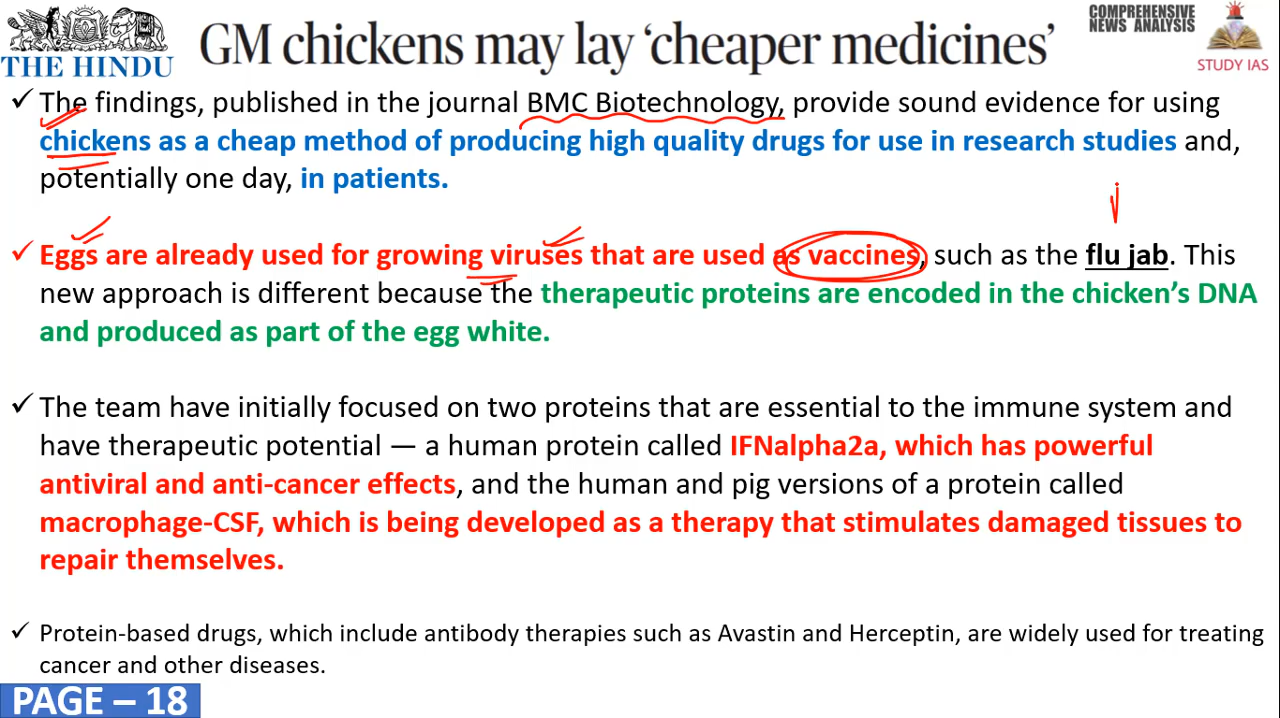 THE HINDU
GM chickens may lay ‘cheaper medicines’
COMPREHENSIVE
NEWS ANALYSIS
STUDY IAS
✓ The findings, published in the journal BMC Biotechnology, provide sound evidence for using
chickens as a cheap method of producing high quality drugs for use in research studies and,
potentially one day, in patients.
✓ Eggs are already used for growing viruses that are used as vaccines, such as the flu jab. This
new approach is different because the therapeutic proteins are encoded in the chicken’s DNA
and produced as part of the egg white.
✓ The team have initially focused on two proteins that are essential to the immune system and
have therapeutic potential — a human protein called IFNalpha2a, which has powerful
antiviral and anti-cancer effects, and the human and pig versions of a protein called
macrophage-CSF, which is being developed as a therapy that stimulates damaged tissues to
repair themselves.
✓ Protein-based drugs, which include antibody therapies such as Avastin and Herceptin, are widely used for treating
cancer and other diseases.
PAGE – 18